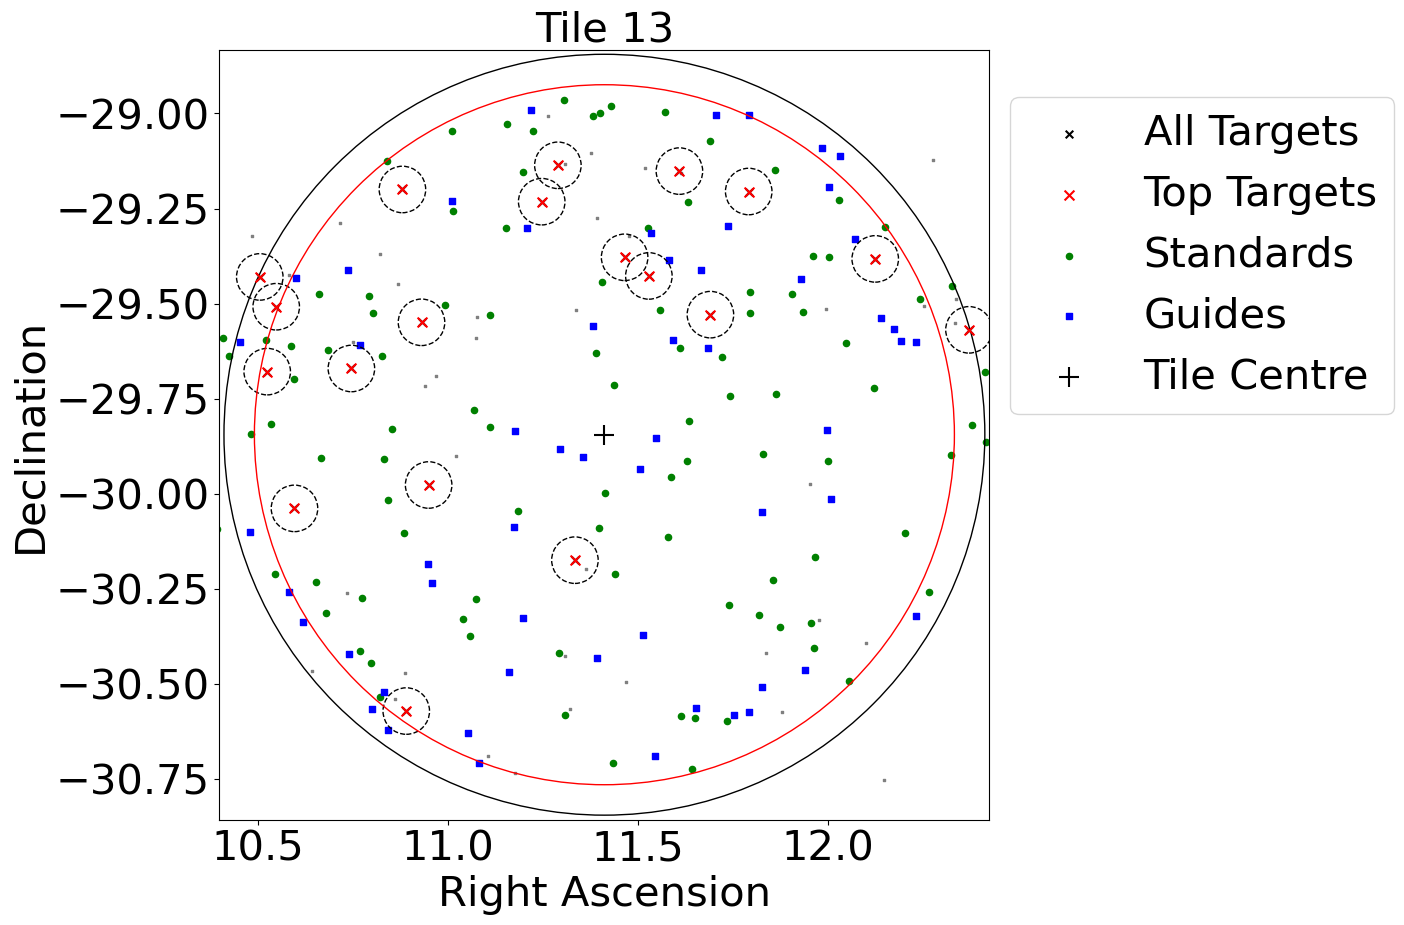 Tile 13
−29.00
−29.25
−29.50
−29.75
−30.00
−30.25
−30.50
−30.75
Declination
10.5 11.0 11.5 12.0
Right Ascension
All Targets
Top Targets
Standards
Guides
Tile Centre